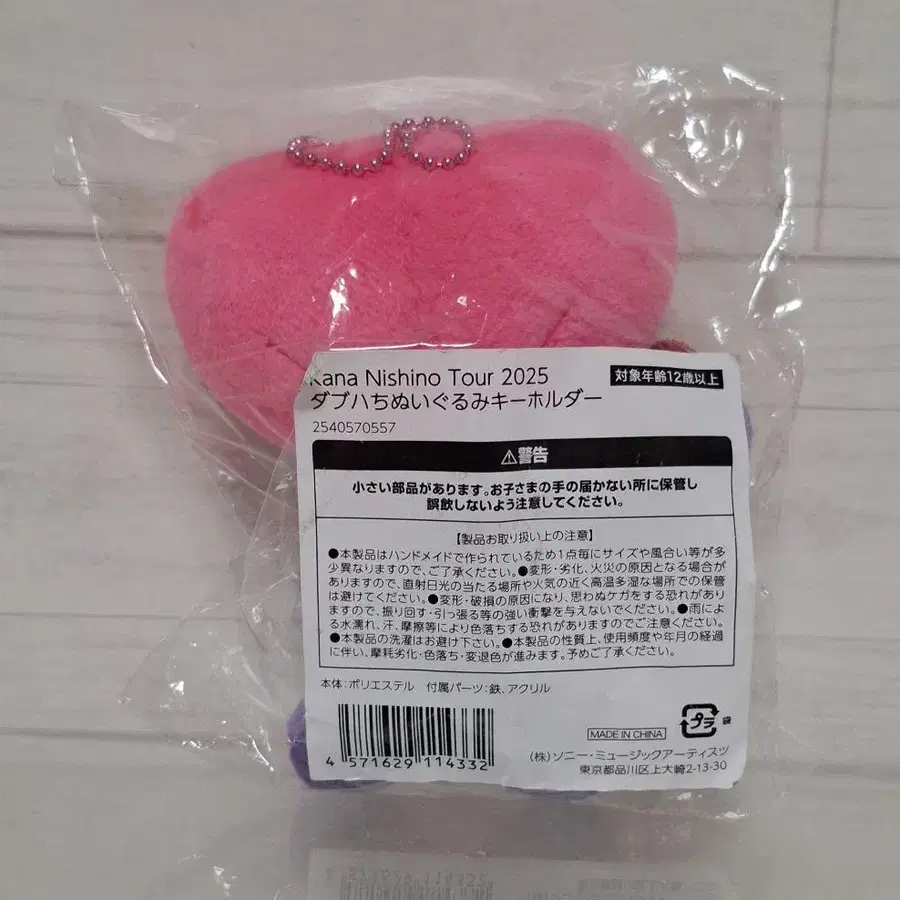 Kana Nishino Tour 2025
対象年齢12歳以上
ダブハちぬいぐるみキーホルダー
2540570557
⚠警告
小さい部品があります。お子さまの手の届かない所に保管し
誤飲しないよう注意してください。
【製品お取り扱い上の注意】
●本製品はハンドメイドで作られているため1点毎にサイズや風合い等が多
少異なりますので、ご了承ください。●変形・劣化、火災の原因となる場合が
ありますので、直射日光の当たる場所や火気の近く高温多湿な場所での保管
は避けてください。●変形・破損の原因になり、思わぬケガをする恐れがあり
ますので、振り回す・引っ張る等の強い衝撃を与えないでください。●雨によ
る水濡れ、汗、摩擦等により色落ちする恐れがありますのでご注意ください。
●本製品の洗濯はお避け下さい。●本製品の性質上、使用頻度や年月の経過
に伴い、摩耗劣化・色落ち・変退色が進みます。予めご了承ください。
本体：ポリエステル 付属パーツ：鉄、アクリル
MADE IN CHINA
プラ 袋
4 571629 114332
(株)ソニー・ミュージックアーティスツ
東京都品川区上大崎2-13-30